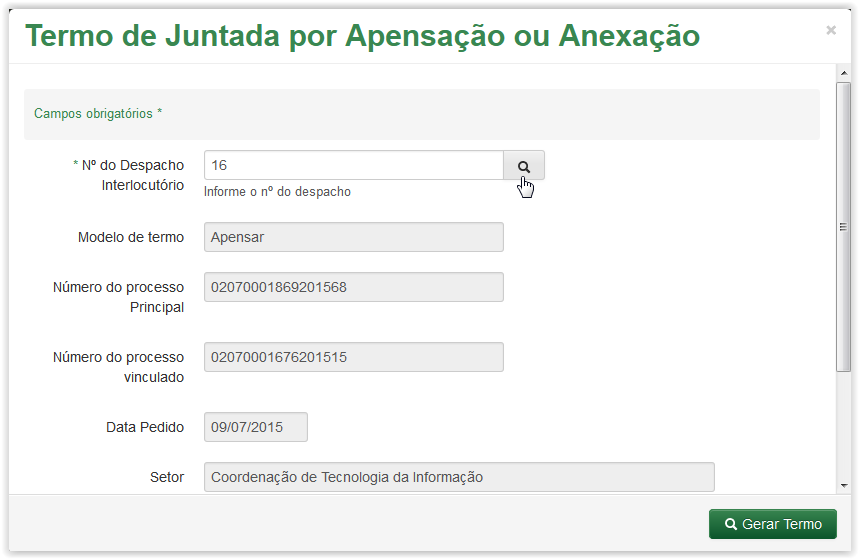 Termo de Juntada por Apensação ou Anexação
×
Campos obrigatórios *
* Nº do Despacho
Interlocutório
16
Informe o nº do despacho
Modelo de termo
Apensar
Número do processo
Principal
02070001869201568
Número do processo
vinculado
02070001676201515
Data Pedido
09/07/2015
Setor
Coordenação de Tecnologia da Informação
Gerar Termo